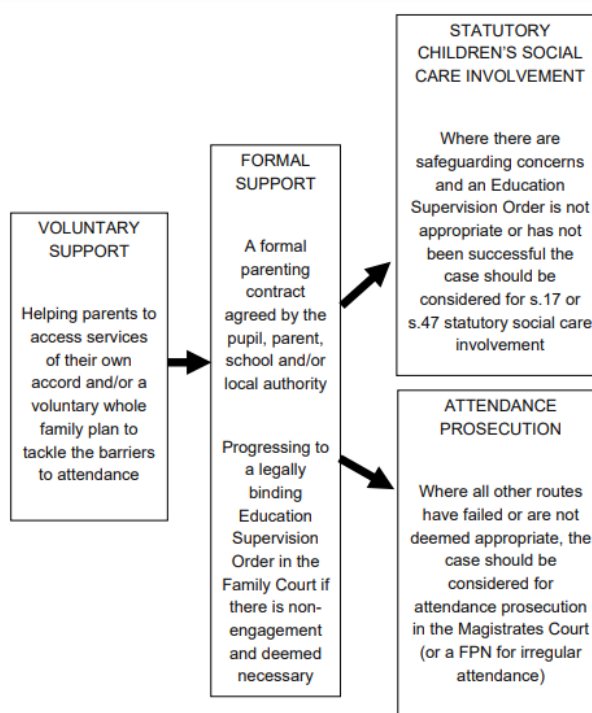 VOLUNTARY
SUPPORT
Helping parents to
access services
of their own
accord and/or a
voluntary whole
family plan to
tackle the barriers
to attendance
FORMAL
SUPPORT
A formal
parenting
contract
agreed by the
pupil, parent,
school and/or
local authority
Progressing to
a legally
binding
Education
Supervision
Order in the
Family Court if
there is non-
engagement
and deemed
necessary
STATUTORY
CHILDREN’S SOCIAL
CARE INVOLVEMENT
Where there are
safeguarding concerns
and an Education
Supervision Order is not
appropriate or has not
been successful the
case should be
considered for s.17 or
s.47 statutory social care
involvement
ATTENDANCE
PROSECUTION
Where all other routes
have failed or are not
deemed appropriate, the
case should be
considered for
attendance prosecution
in the Magistrates Court
(or a FPN for irregular
attendance)